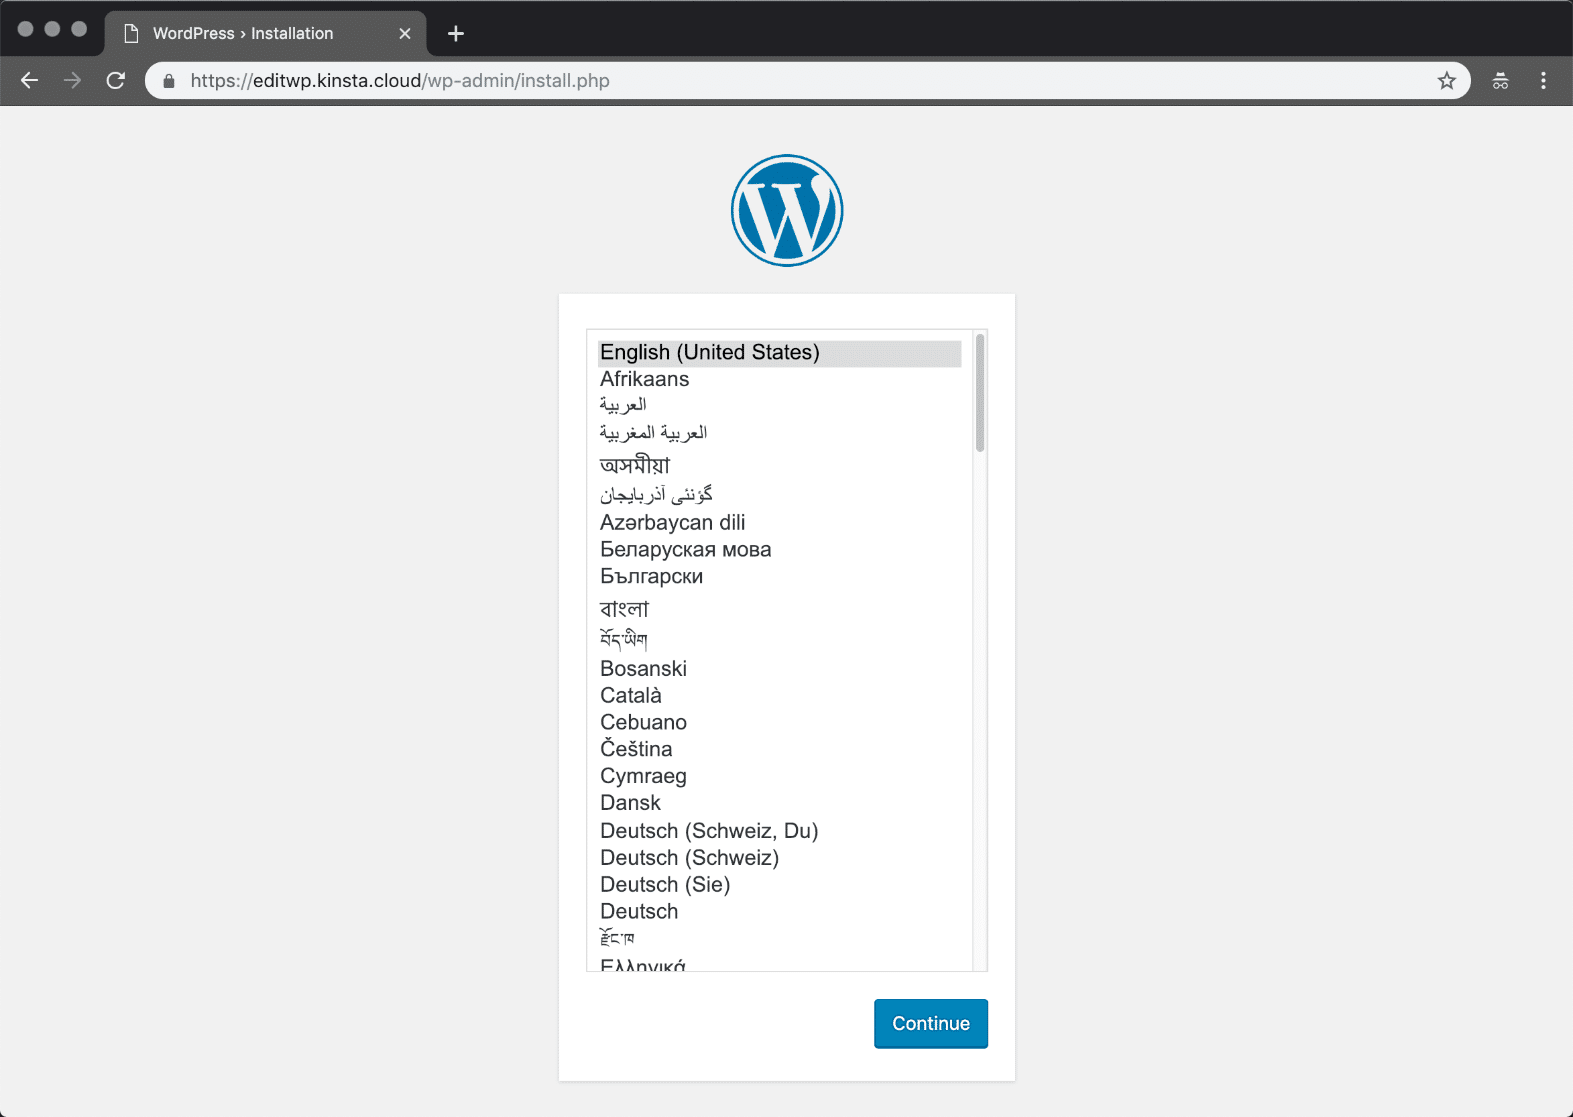 WordPress › Installation
https://editwp.kinsta.cloud/wp-admin/install.php
English (United States)
Afrikaans
العربية
العربية المغربية
অসমীয়া
گؤنئی آذربایجان
Azərbaycan dili
Беларуская мова
Български
বাংলা
བོད་ཡིག
Bosanski
Català
Cebuano
Čeština
Cymraeg
Dansk
Deutsch (Schweiz, Du)
Deutsch (Schweiz)
Deutsch (Sie)
Deutsch
རྫོང་ཁ
Ελληνικά
Continue